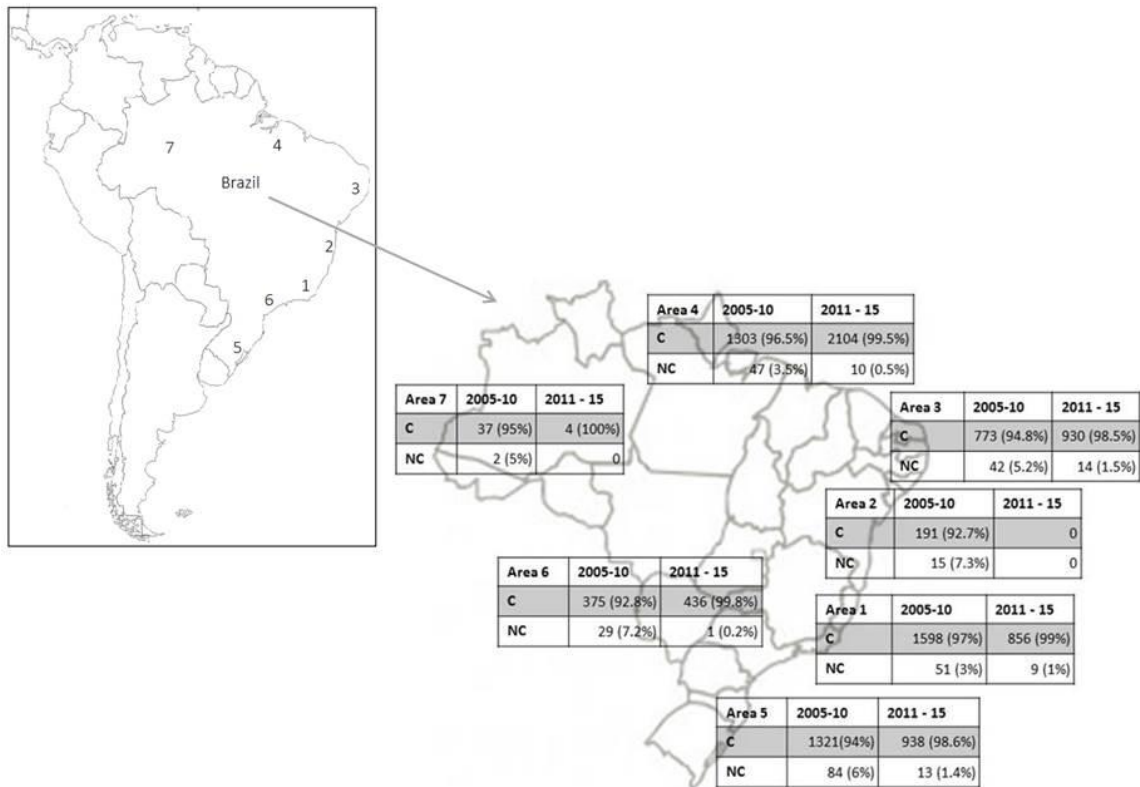 7
4
Brazil
3
2
1
6
5
Area 4 2005-10 2011 - 15
C 1303 (96.5%) 2104 (99.5%)
NC 47 (3.5%) 10 (0.5%)
Area 7 2005-10 2011 - 15
C 37 (95%) 4 (100%)
NC 2 (5%) 0
Area 3 2005-10 2011 - 15
C 773 (94.8%) 930 (98.5%)
NC 42 (5.2%) 14 (1.5%)
Area 2 2005-10 2011 - 15
C 191 (92.7%) 0
NC 15 (7.3%) 0
Area 6 2005-10 2011 - 15
C 375 (92.8%) 436 (99.8%)
NC 29 (7.2%) 1 (0.2%)
Area 1 2005-10 2011 - 15
C 1598 (97%) 856 (99%)
NC 51 (3%) 9 (1%)
Area 5 2005-10 2011 - 15
C 1321(94%) 938 (98.6%)
NC 84 (6%) 13 (1.4%)